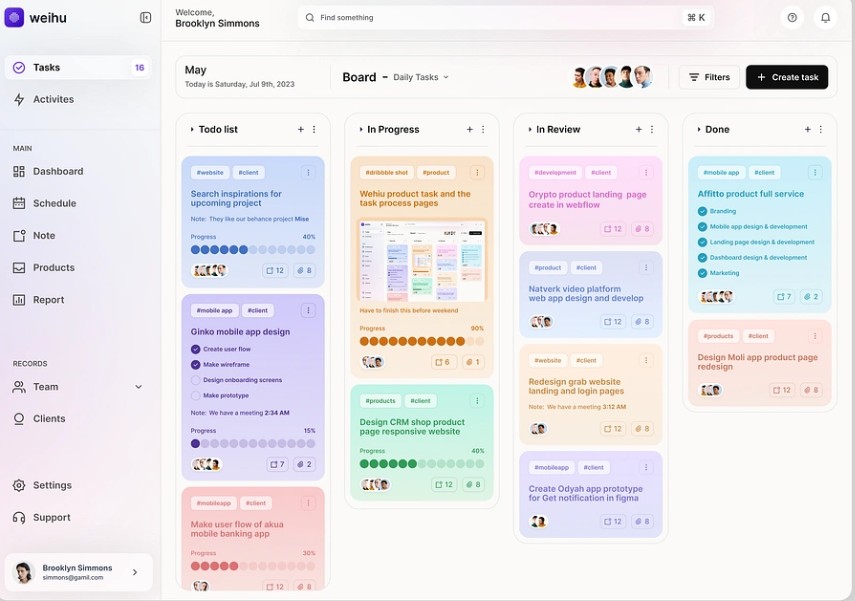 weihu
Tasks
16
Activites
MAIN
Dashboard
Schedule
Note
Products
Report
RECORDS
Team
Clients
Settings
Support
Brooklyn Simmons
simmons@gamil.com
Welcome,
Brooklyn Simmons
Find something
⌘ K
May
Today is Saturday, Jul 9th, 2023
Board - Daily Tasks
Filters
+ Create task
Todo list
#website #client
Search inspirations for
upcoming project
Note: They like our behance project Mise
Progress 40%
12 8
#mobile app #client
Ginko mobile app design
Create user flow
Make wireframe
Design onboarding screens
Make prototype
Note: We have a meeting 2:34 AM
Progress 15%
7 2
#mobileapp #client
Make user flow of akua
mobile banking app
Progress 30%
12 8
In Progress
#dribbble shot #product
Wehiu product task and the
task process pages
Have to finish this before weekend
Progress 90%
6 1
#products #client
Design CRM shop product
page responsive website
Progress 40%
12 8
In Review
#development #client
Orypto product landing page
create in webflow
12 8
#product #client
Natverk video platform
web app design and develop
12 8
#website #client
Redesign grab website
landing and login pages
Note: We have a meeting 3:12 AM
12 8
#mobileapp #client
Create Odyah app prototype
for Get notification in figma
12 8
Done
#mobile app #client
Affitto product full service
Branding
Mobile app design & development
Landing page design & development
Dashboard design & development
Marketing
7 2
#products #client
Design Moli app product page
redesign
12 8